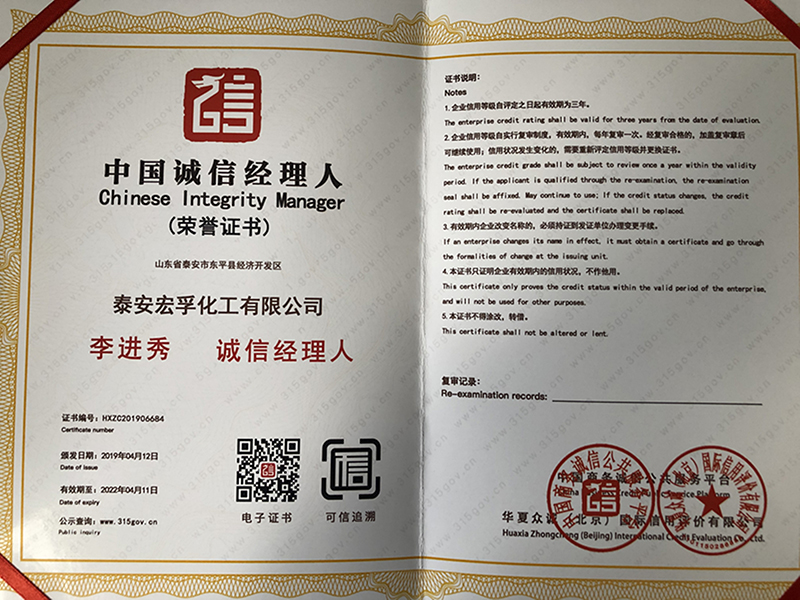 中国诚信经理人
Chinese Integrity Manager
(荣誉证书)
山东省泰安市东平县经济开发区
泰安宏孚化工有限公司
李进秀 诚信经理人
证书编号: HXZC201906684
Certificate number
颁发日期: 2019年04月12日
Date of issue
有效期至: 2022年04月11日
Date of expiry
公示查询: www.315gov.cn
Public inquiry
电子证书
信
可信追溯
证书说明:
Notes
1. 企业信用等级自评定之日起有效期为三年。
The enterprise credit rating shall be valid for three years from the date of evaluation.
2. 企业信用等级自实行复审制度，有效期内，每年复审一次。经复审合格的，加盖复审章后
可继续使用；信用状况发生变化的，需要重新评定信用等级并更换证书。
The enterprise credit grade shall be subject to review once a year within the validity
period. If the applicant is qualified through the re-examination, the re-examination
seal shall be affixed. May continue to use; If the credit status changes, the credit
rating shall be re-evaluated and the certificate shall be replaced.
3. 有效期内企业改变名称的，必须持证到发证单位办理变更手续。
If an enterprise changes its name in effect, it must obtain a certificate and go through
the formalities of change at the issuing unit.
4. 本证书只证明企业有效期内的信用状况，不作他用。
This certificate only proves the credit status within the valid period of the enterprise,
and will not be used for other purposes.
5. 本证书不得涂改，转借。
This certificate shall not be altered or lent.
复审记录:
Re-examination records:
中国商务诚信公共服务平台
华夏众诚（北京）国际信用评价有限公司
Huaxia Zhongcheng (Beijing) International Credit Evaluation Co., Ltd.